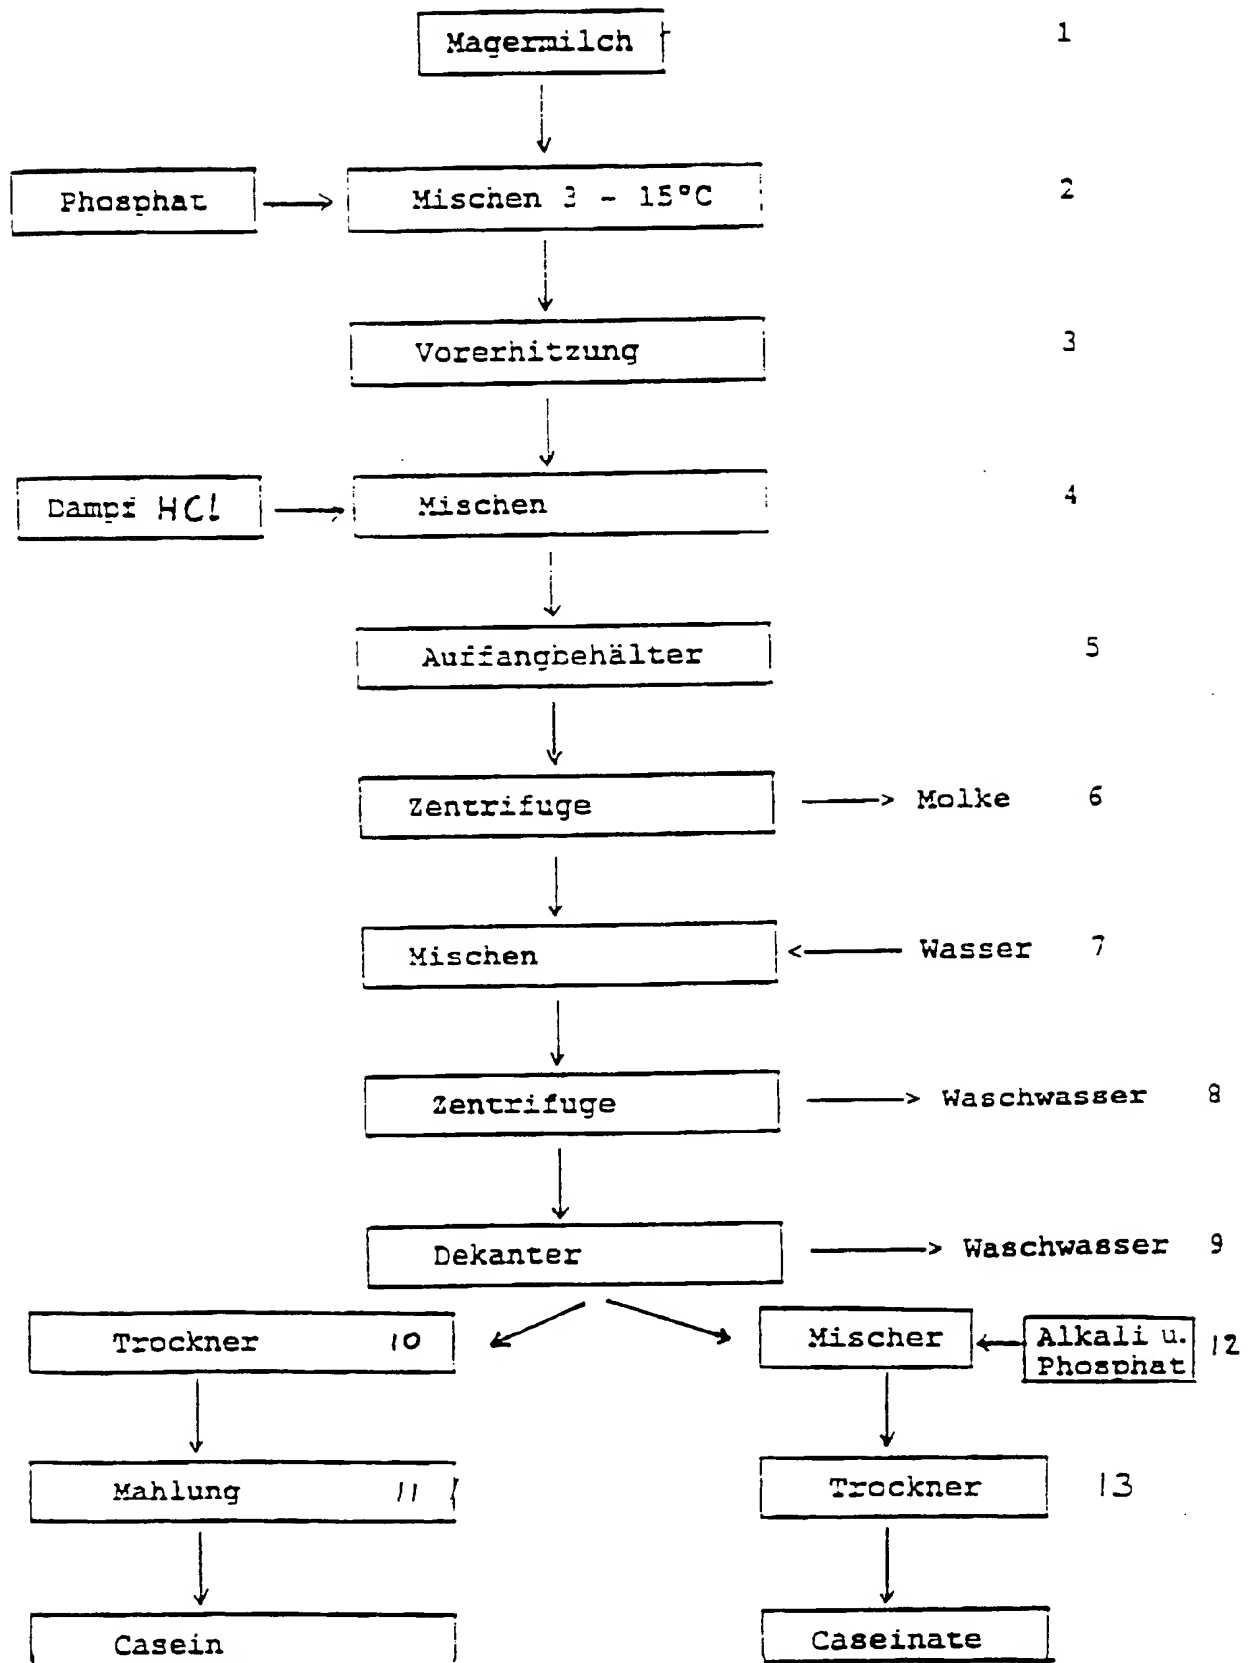 Magermilch 1
Phosphat Mischen 3 - 15°C 2
Vorerhitzung 3
Dampf HCl Mischen 4
Auffangbehälter 5
Zentrifuge Molke 6
Mischen Wasser 7
Zentrifuge Waschwasser 8
Dekanter Waschwasser 9
Trockner 10
Mischer Alkali u. Phosphat 12
Mahlung 11
Trockner 13
Casein
Caseinate